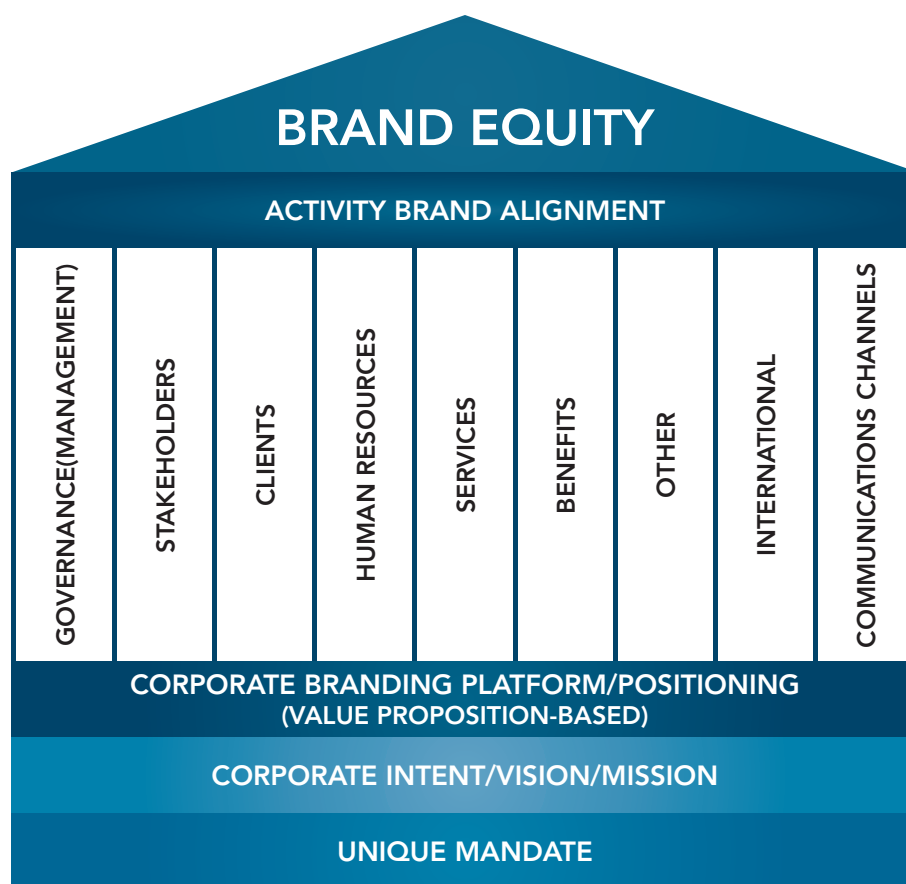 BRAND EQUITY
ACTIVITY BRAND ALIGNMENT
GOVERNANCE(MANAGEMENT)
STAKEHOLDERS
CLIENTS
HUMAN RESOURCES
SERVICES
BENEFITS
OTHER
INTERNATIONAL
COMMUNICATIONS CHANNELS
CORPORATE BRANDING PLATFORM/POSITIONING
(VALUE PROPOSITION-BASED)
CORPORATE INTENT/VISION/MISSION
UNIQUE MANDATE